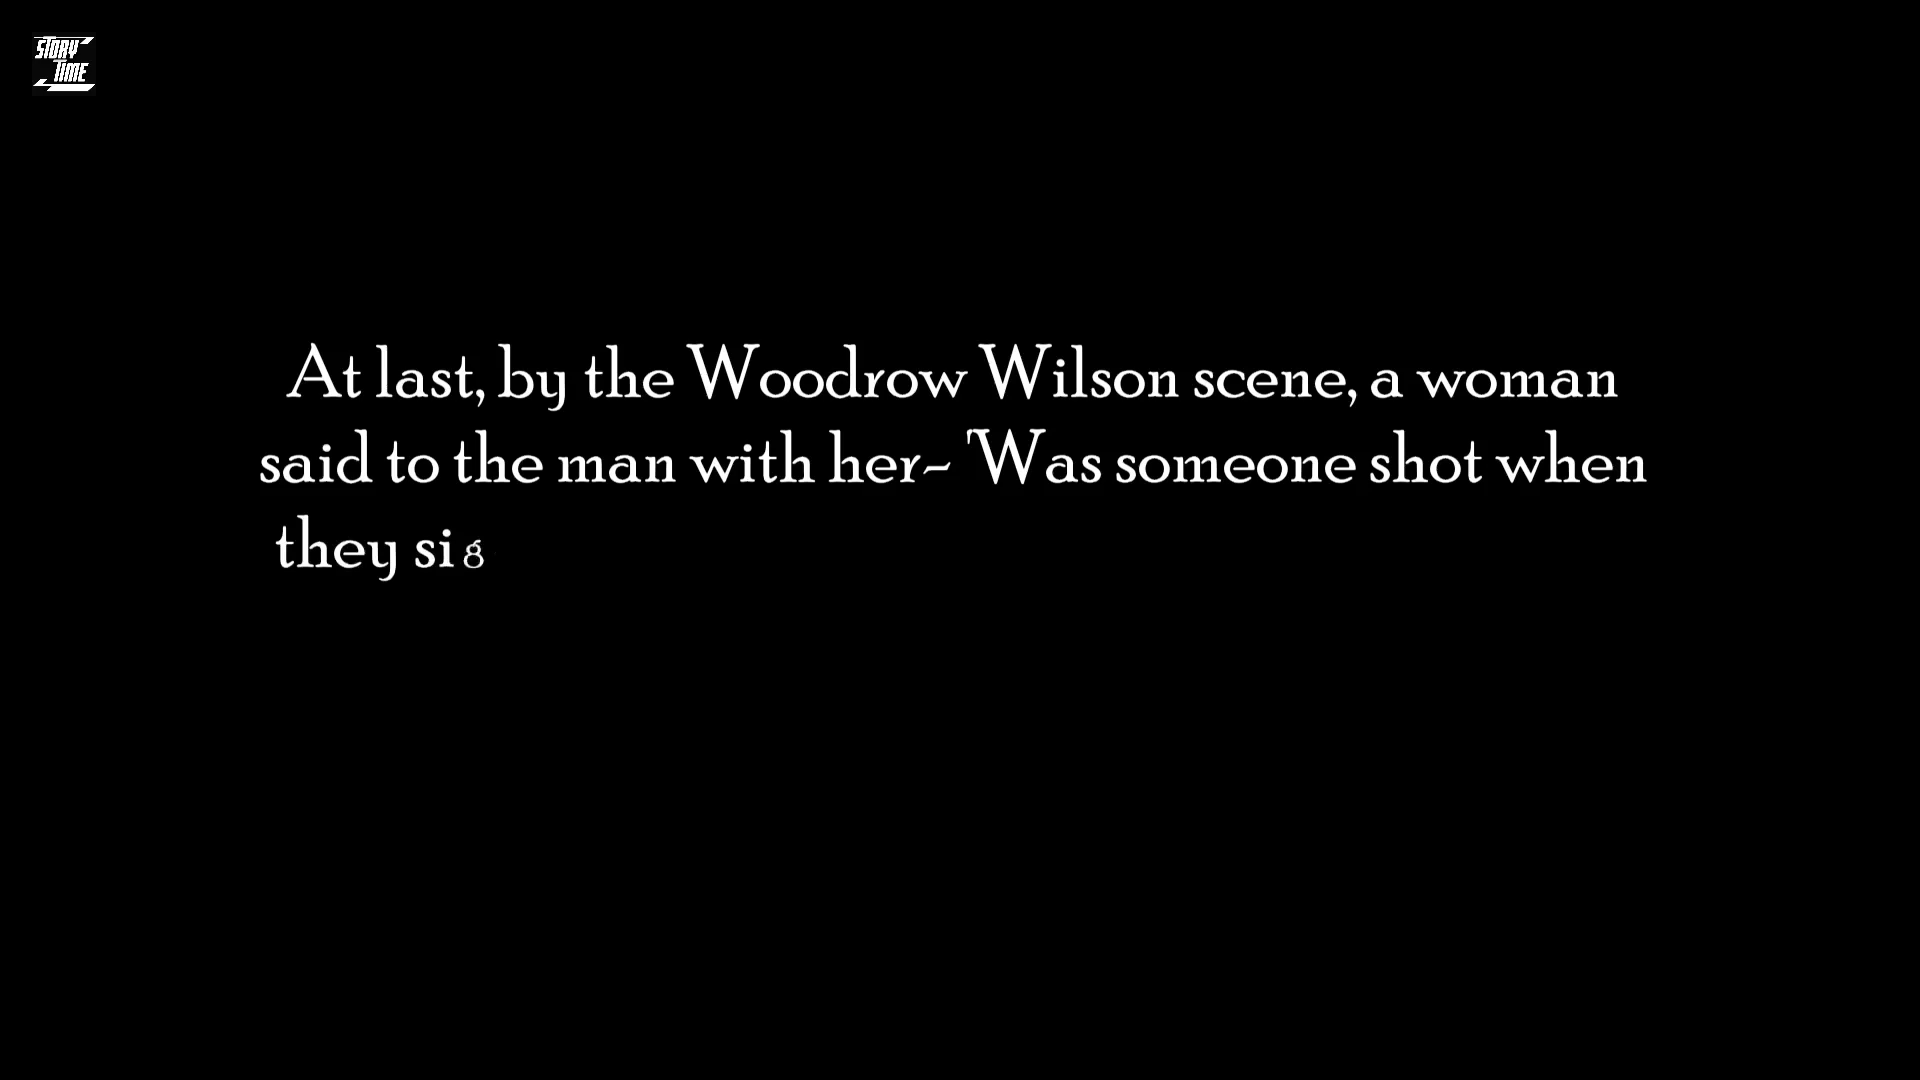 STORY
TIME
At last, by the Woodrow Wilson scene, a woman
said to the man with her- 'Was someone shot when
they sig